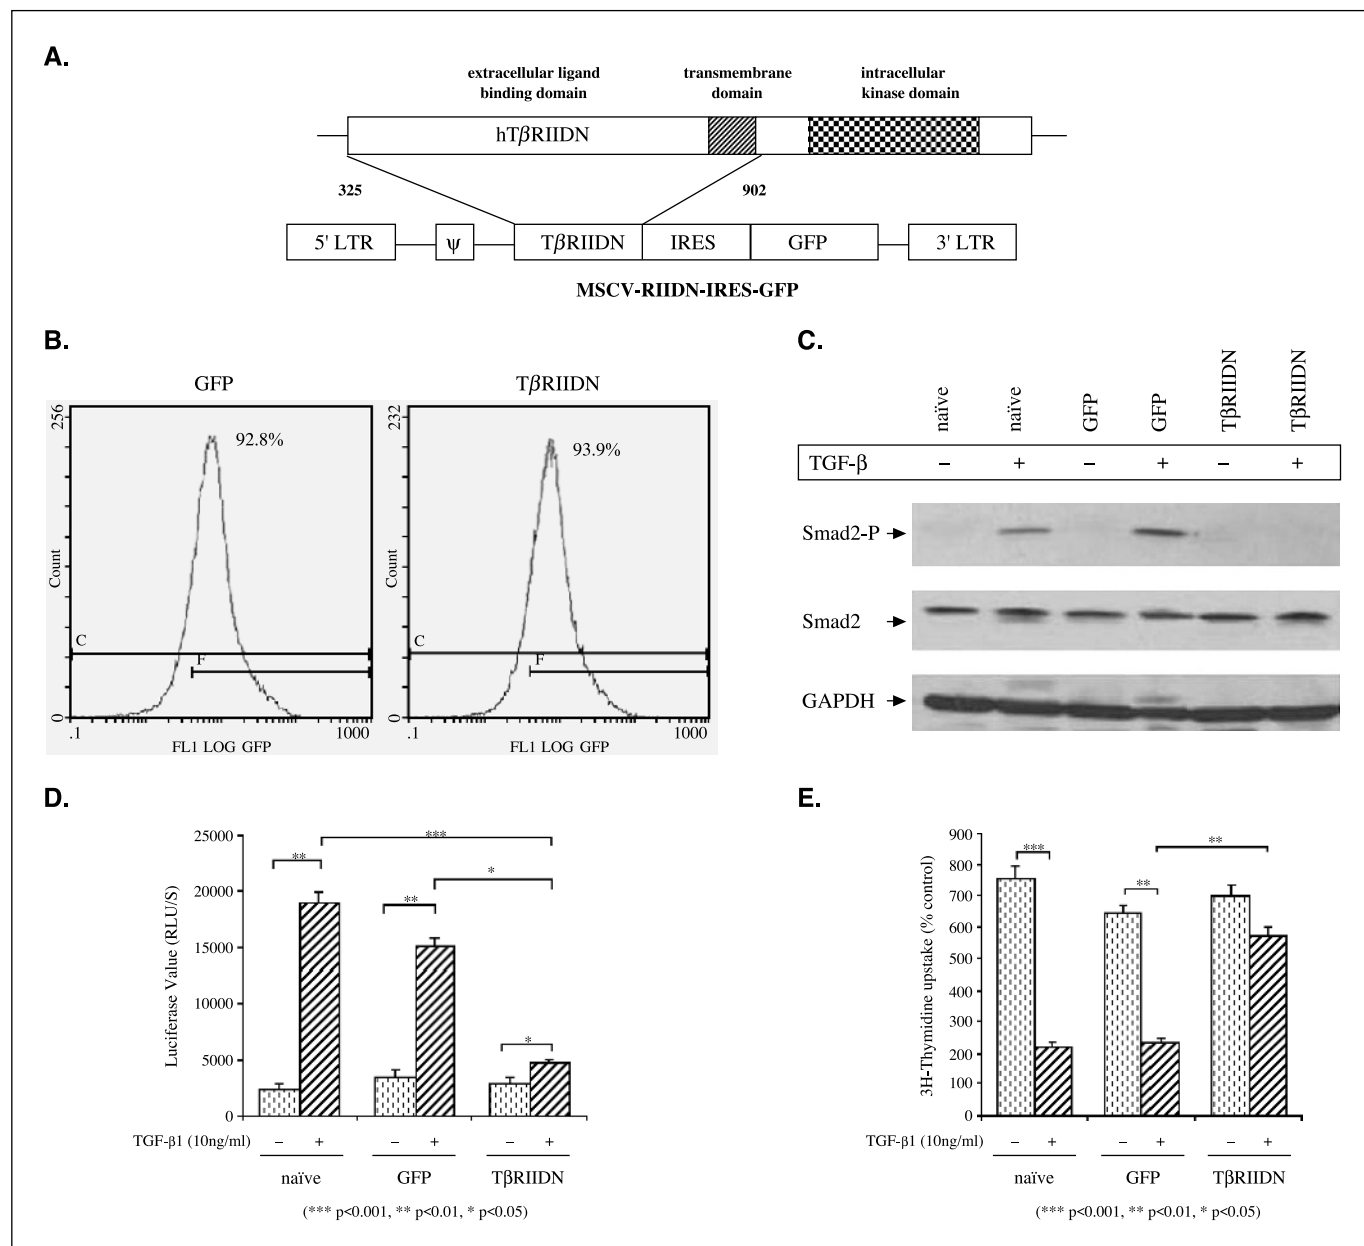 A.
extracellular ligand
binding domain
transmembrane
domain
intracellular
kinase domain
hTβRIIDN
325
902
5' LTR
ψ
TβRIIDN
IRES
GFP
3' LTR
MSCV-RIIDN-IRES-GFP
B.
GFP
256
Count
0
92.8%
C
F
.1
1000
FL1 LOG GFP
TβRIIDN
232
Count
0
93.9%
C
F
.1
1000
FL1 LOG GFP
C.
naïve
naïve
GFP
GFP
TβRIIDN
TβRIIDN
TGF-β – + – + – +
Smad2-P
Smad2
GAPDH
D.
Luciferase Value (RLU/S)
25000
20000
15000
10000
5000
0
***
**
*
**
*
TGF-β1 (10ng/ml) – + – + – +
naïve GFP TβRIIDN
(*** p<0.001, ** p<0.01, * p<0.05)
E.
3H-Thymidine upstake (% control)
900
800
700
600
500
400
300
200
100
0
***
**
**
TGF-β1 (10ng/ml) – + – + – +
naïve GFP TβRIIDN
(*** p<0.001, ** p<0.01, * p<0.05)